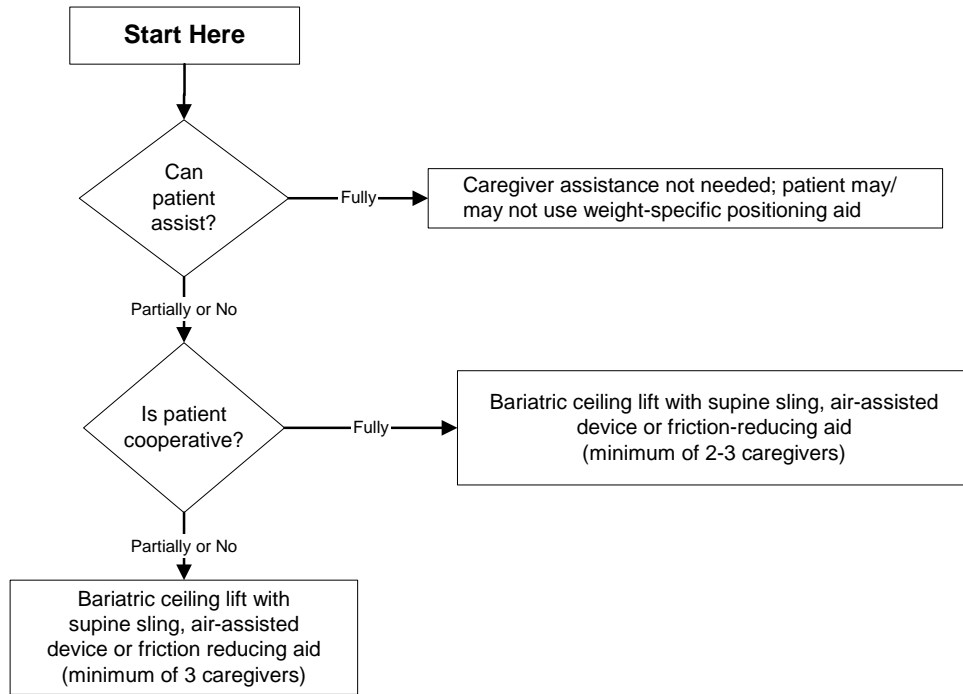 Start Here
Can
patient
assist?
Fully
Caregiver assistance not needed; patient may/
may not use weight-specific positioning aid
Partially or No
Is patient
cooperative?
Fully
Bariatric ceiling lift with supine sling, air-assisted
device or friction-reducing aid
(minimum of 2-3 caregivers)
Partially or No
Bariatric ceiling lift with
supine sling, air-assisted
device or friction reducing aid
(minimum of 3 caregivers)